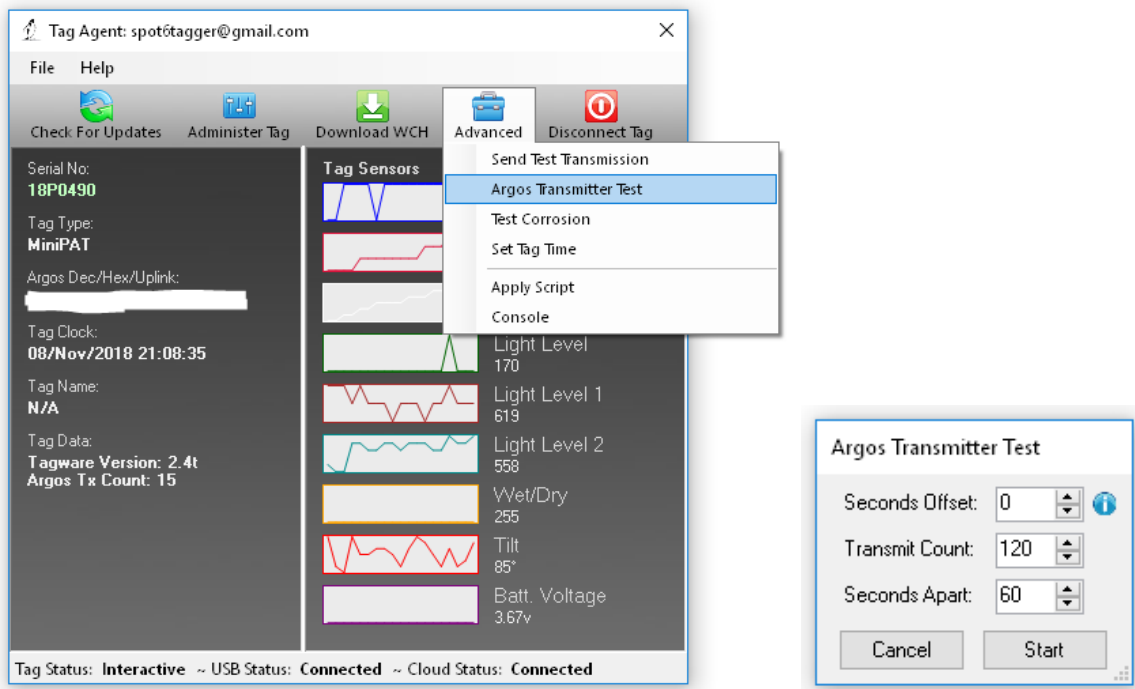 Tag Agent: spot6tagger@gmail.com
File Help
Check For Updates Administer Tag Download WCH Advanced Disconnect Tag
Serial No:
18P0490
Tag Type:
MiniPAT
Argos Dec/Hex/Uplink:
Tag Clock:
08/Nov/2018 21:08:35
Tag Name:
N/A
Tag Data:
Tagware Version: 2.4t
Argos Tx Count: 15
Tag Sensors
Send Test Transmission
Argos Transmitter Test
Test Corrosion
Set Tag Time
Apply Script
Console
Light Level
170
Light Level 1
619
Light Level 2
558
Wet/Dry
255
Tilt
85°
Batt. Voltage
3.67v
Tag Status: Interactive ~ USB Status: Connected ~ Cloud Status: Connected
Argos Transmitter Test
Seconds Offset: 0
Transmit Count: 120
Seconds Apart: 60
Cancel Start